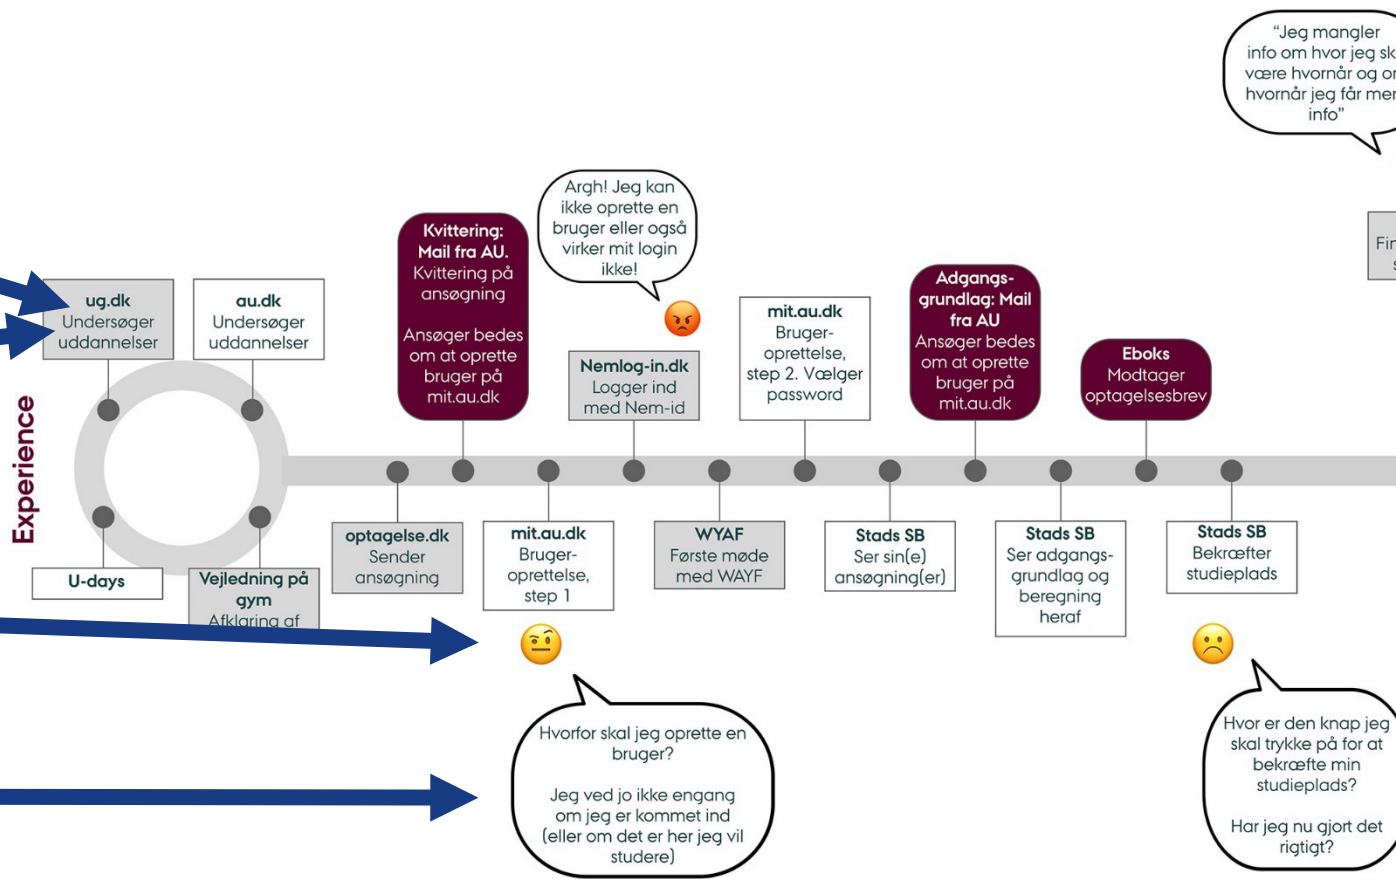 “Jeg mangler
info om hvor jeg
være hvornår og
hvornår jeg får
info”
Argh! Jeg kan
ikke oprette en
bruger eller også
virker mit login
ikke!
Experience
ug.dk
Undersøger
uddannelser
au.dk
Undersøger
uddannelser
U-days
Vejledning på
gym
Afklaring af
optagelse.dk
Sender
ansøgning
Kvittering:
Mail fra AU.
Kvittering på
ansøgning
Ansøger bedes
om at oprette
bruger på
mit.au.dk
mit.au.dk
Bruger-
oprettelse,
step 1
Nemlog-in.dk
Logger ind
med Nem-id
WYAF
Første møde
med WAYF
mit.au.dk
Bruger-
oprettelse,
step 2. Vælger
password
Stads SB
Ser sin(e)
ansøgning(er)
Adgangs-
grundlag: Mail
fra AU
Ansøger bedes
om at oprette
bruger på
mit.au.dk
Stads SB
Ser adgangs-
grundlag og
beregning
heraf
Eboks
Modtager
optagelsesbrev
Stads SB
Bekræfter
studieplads
Hvorfor skal jeg oprette en
bruger?
Jeg ved jo ikke engang
om jeg er kommet ind
(eller om det er her jeg vil
studere)
Hvor er den knap jeg
skal trykke på for at
bekræfte min
studieplads?
Har jeg nu gjort det
rigtigt?